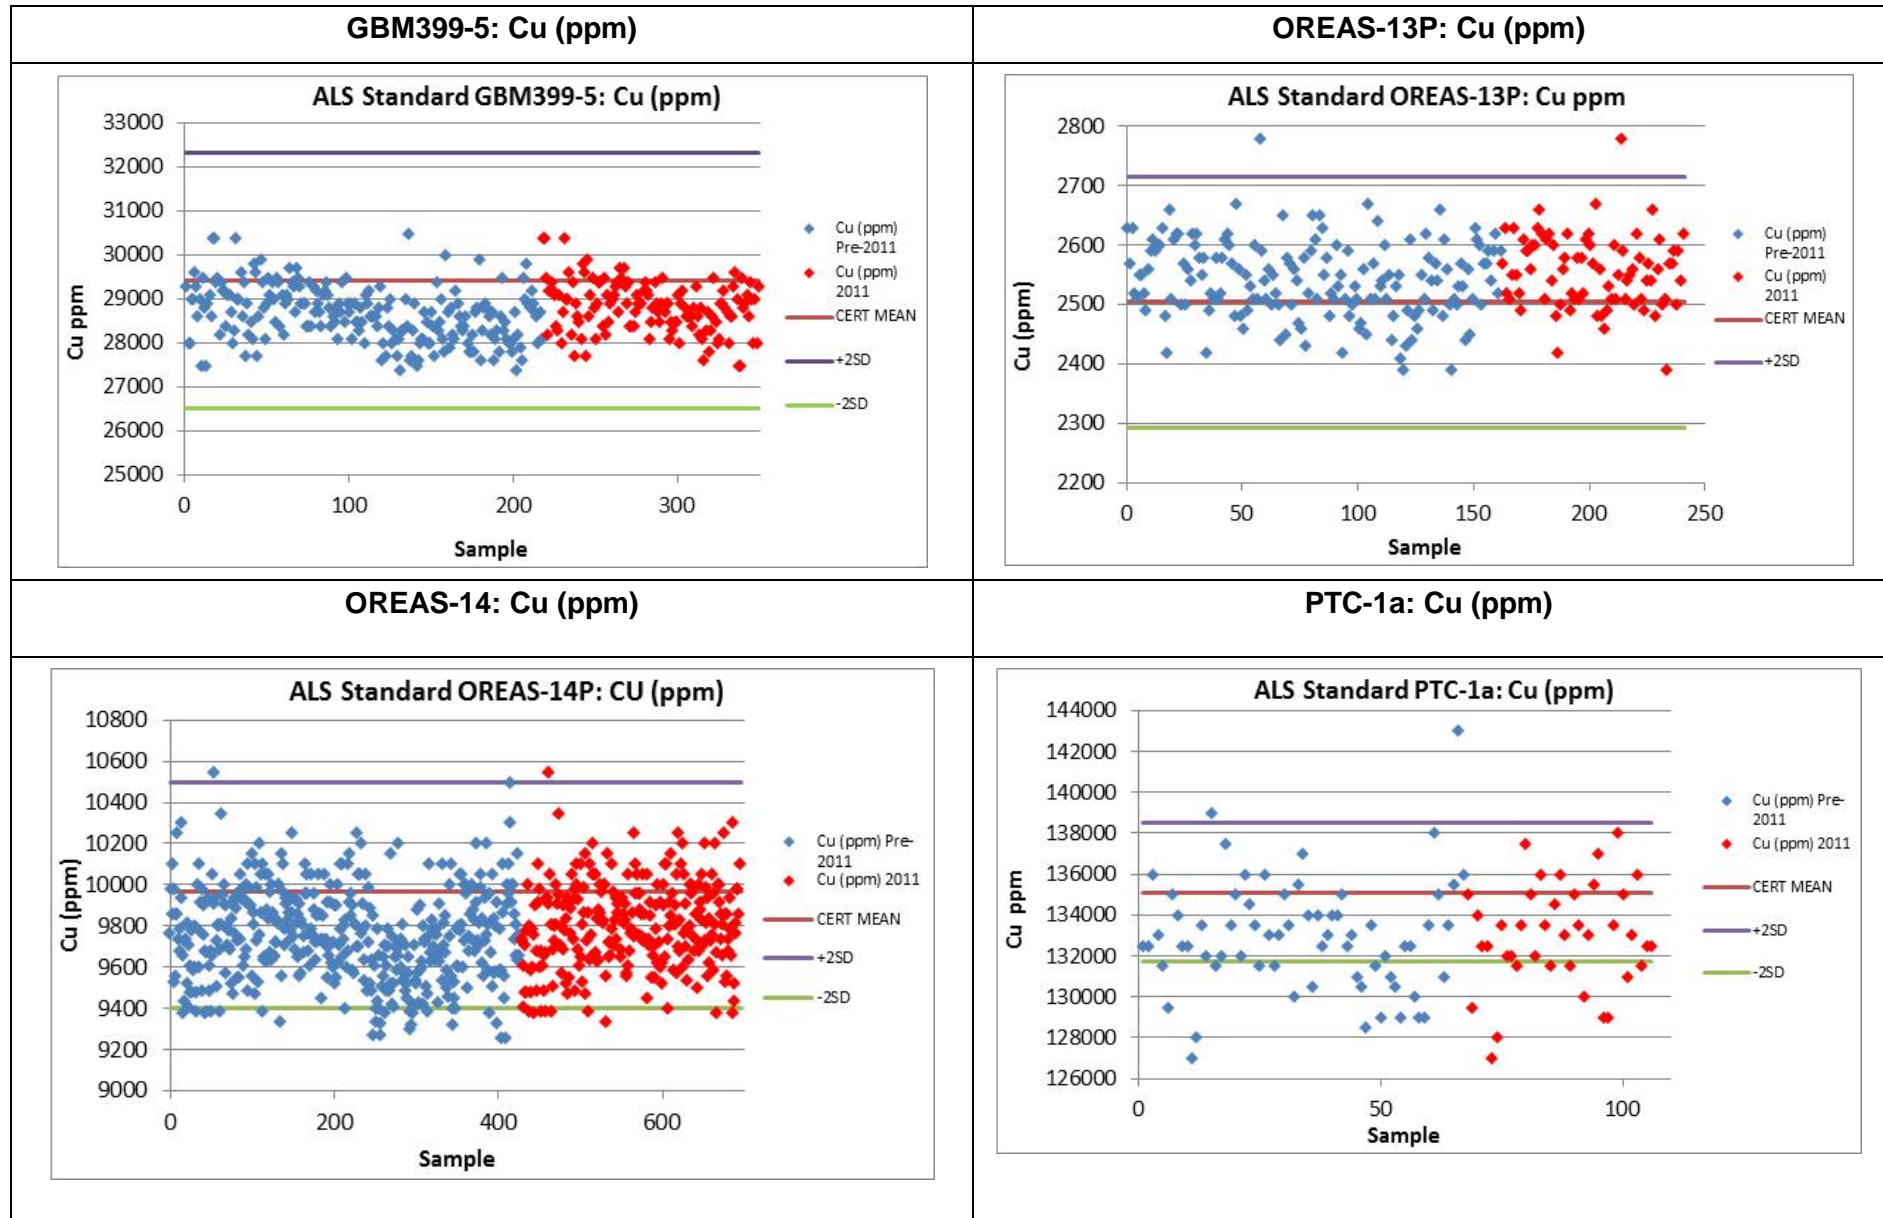 GBM399-5: Cu (ppm)
OREAS-13P: Cu (ppm)
ALS Standard GBM399-5: Cu (ppm)
33000
32000
31000
30000
29000
28000
27000
26000
25000
Cu ppm
0
100
200
300
Sample
Cu (ppm)
Pre-2011
Cu (ppm)
2011
CERT MEAN
+2SD
-2SD
ALS Standard OREAS-13P: Cu ppm
2800
2700
2600
2500
2400
2300
2200
Cu (ppm)
0
50
100
150
200
250
Sample
Cu (ppm)
Pre-2011
Cu (ppm)
2011
CERT MEAN
+2SD
OREAS-14: Cu (ppm)
PTC-1a: Cu (ppm)
ALS Standard OREAS-14P: CU (ppm)
10800
10600
10400
10200
10000
9800
9600
9400
9200
9000
Cu (ppm)
0
200
400
600
Sample
Cu (ppm) Pre-
2011
Cu (ppm) 2011
CERT MEAN
+2SD
-2SD
ALS Standard PTC-1a: Cu (ppm)
144000
142000
140000
138000
136000
134000
132000
130000
128000
126000
Cu ppm
0
50
100
Sample
Cu (ppm) Pre-
2011
Cu (ppm) 2011
CERT MEAN
+2SD
-2SD